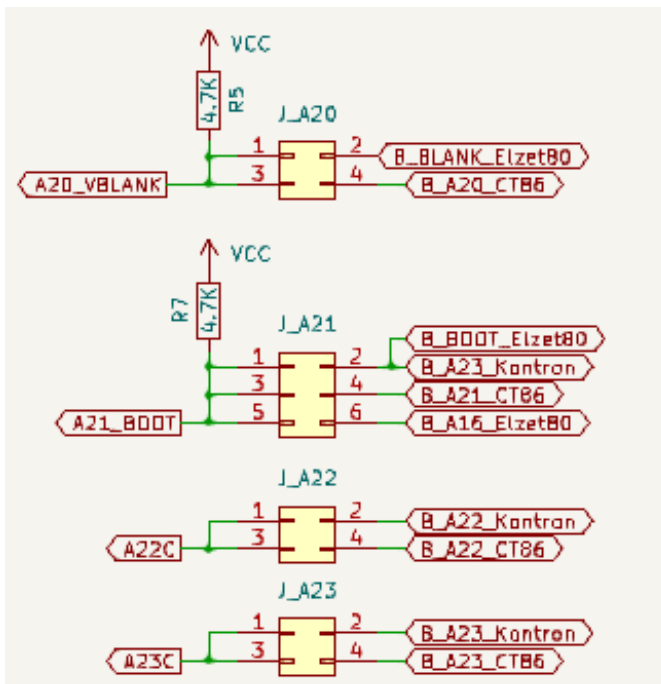 VCC
4.7K R5
J_A20
1 2 B_BLANK_Elzet80
A20_VBLANK 3 4 B_A20_CT86
VCC
R7 4.7K
J_A21
B_BOOT_Elzet80
1 2 B_A23_Kontron
3 4 B_A21_CT86
A21_BOOT 5 6 B_A16_Elzet80
J_A22
1 2 B_A22_Kontron
A22C 3 4 B_A22_CT86
J_A23
1 2 B_A23_Kontron
A23C 3 4 B_A23_CT86